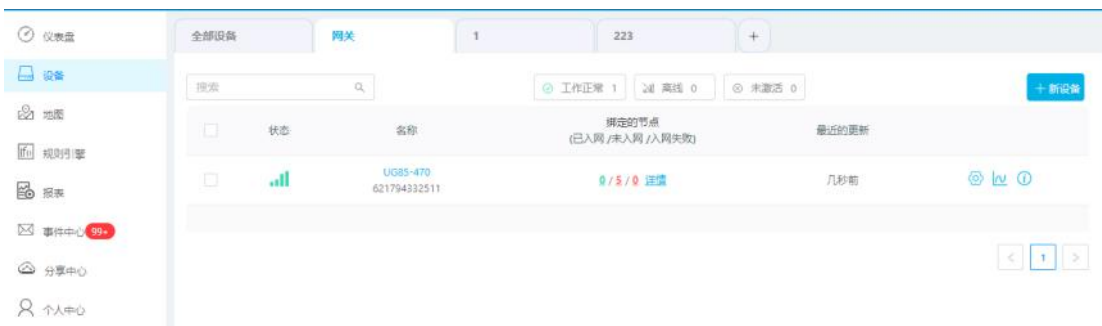 仪表盘
设备
地图
规则引擎
报表
事件中心 99+
分享中心
个人中心
全部设备 网关 1 223 +
搜索 工作正常 1 离线 0 未激活 0 + 新设备
状态 名称 绑定的节点 最近的更新
(已入网 /未入网 /入网失败)
UG85-470
621794332511
0 / 5 / 0 详情 几秒前
< 1 >